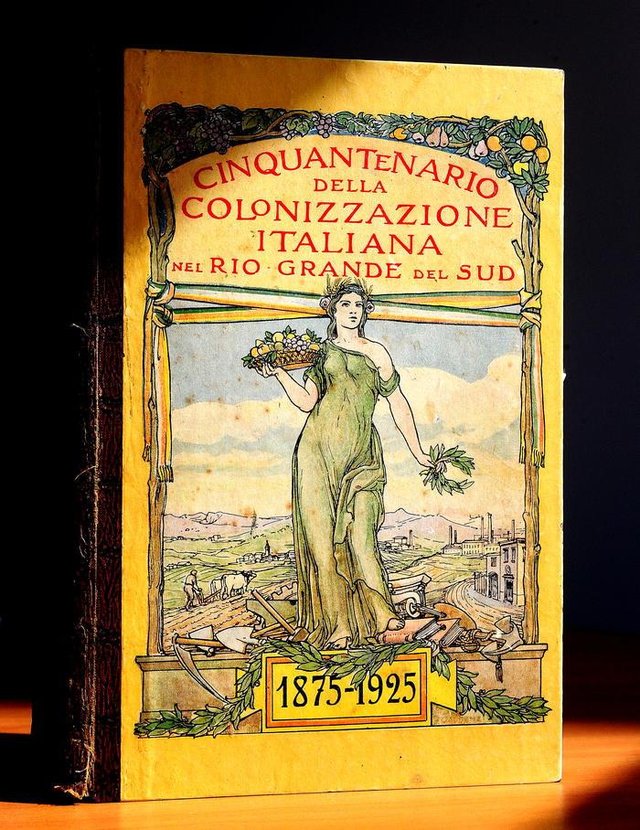 CINQUANTENARIO
DELLA
COLONIZZAZIONE
ITALIANA
NEL RIO GRANDE DEL SUD
1875-1925